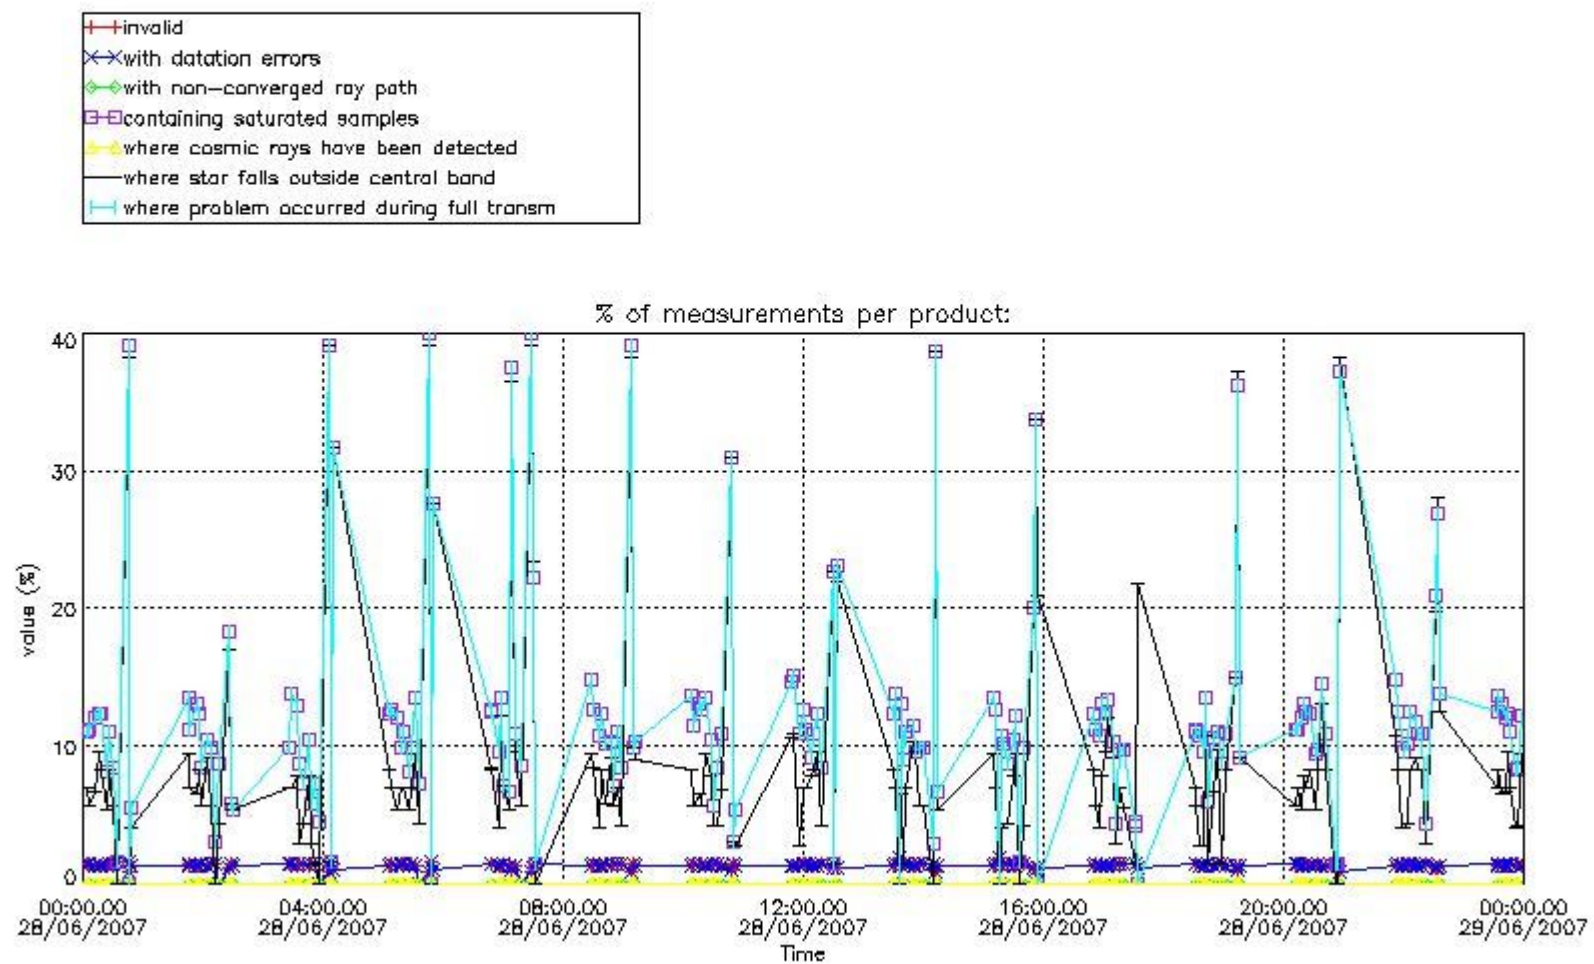 invalid
with datation errors
with non-converged ray path
containing saturated samples
where cosmic rays have been detected
where star falls outside central band
where problem occurred during full transm
% of measurements per product:
40
30
20
10
0
value (%)
00:00:00 04:00:00 08:00:00 12:00:00 16:00:00 20:00:00 00:00:00
28/06/2007 28/06/2007 28/06/2007 28/06/2007 28/06/2007 28/06/2007 29/06/2007
Time